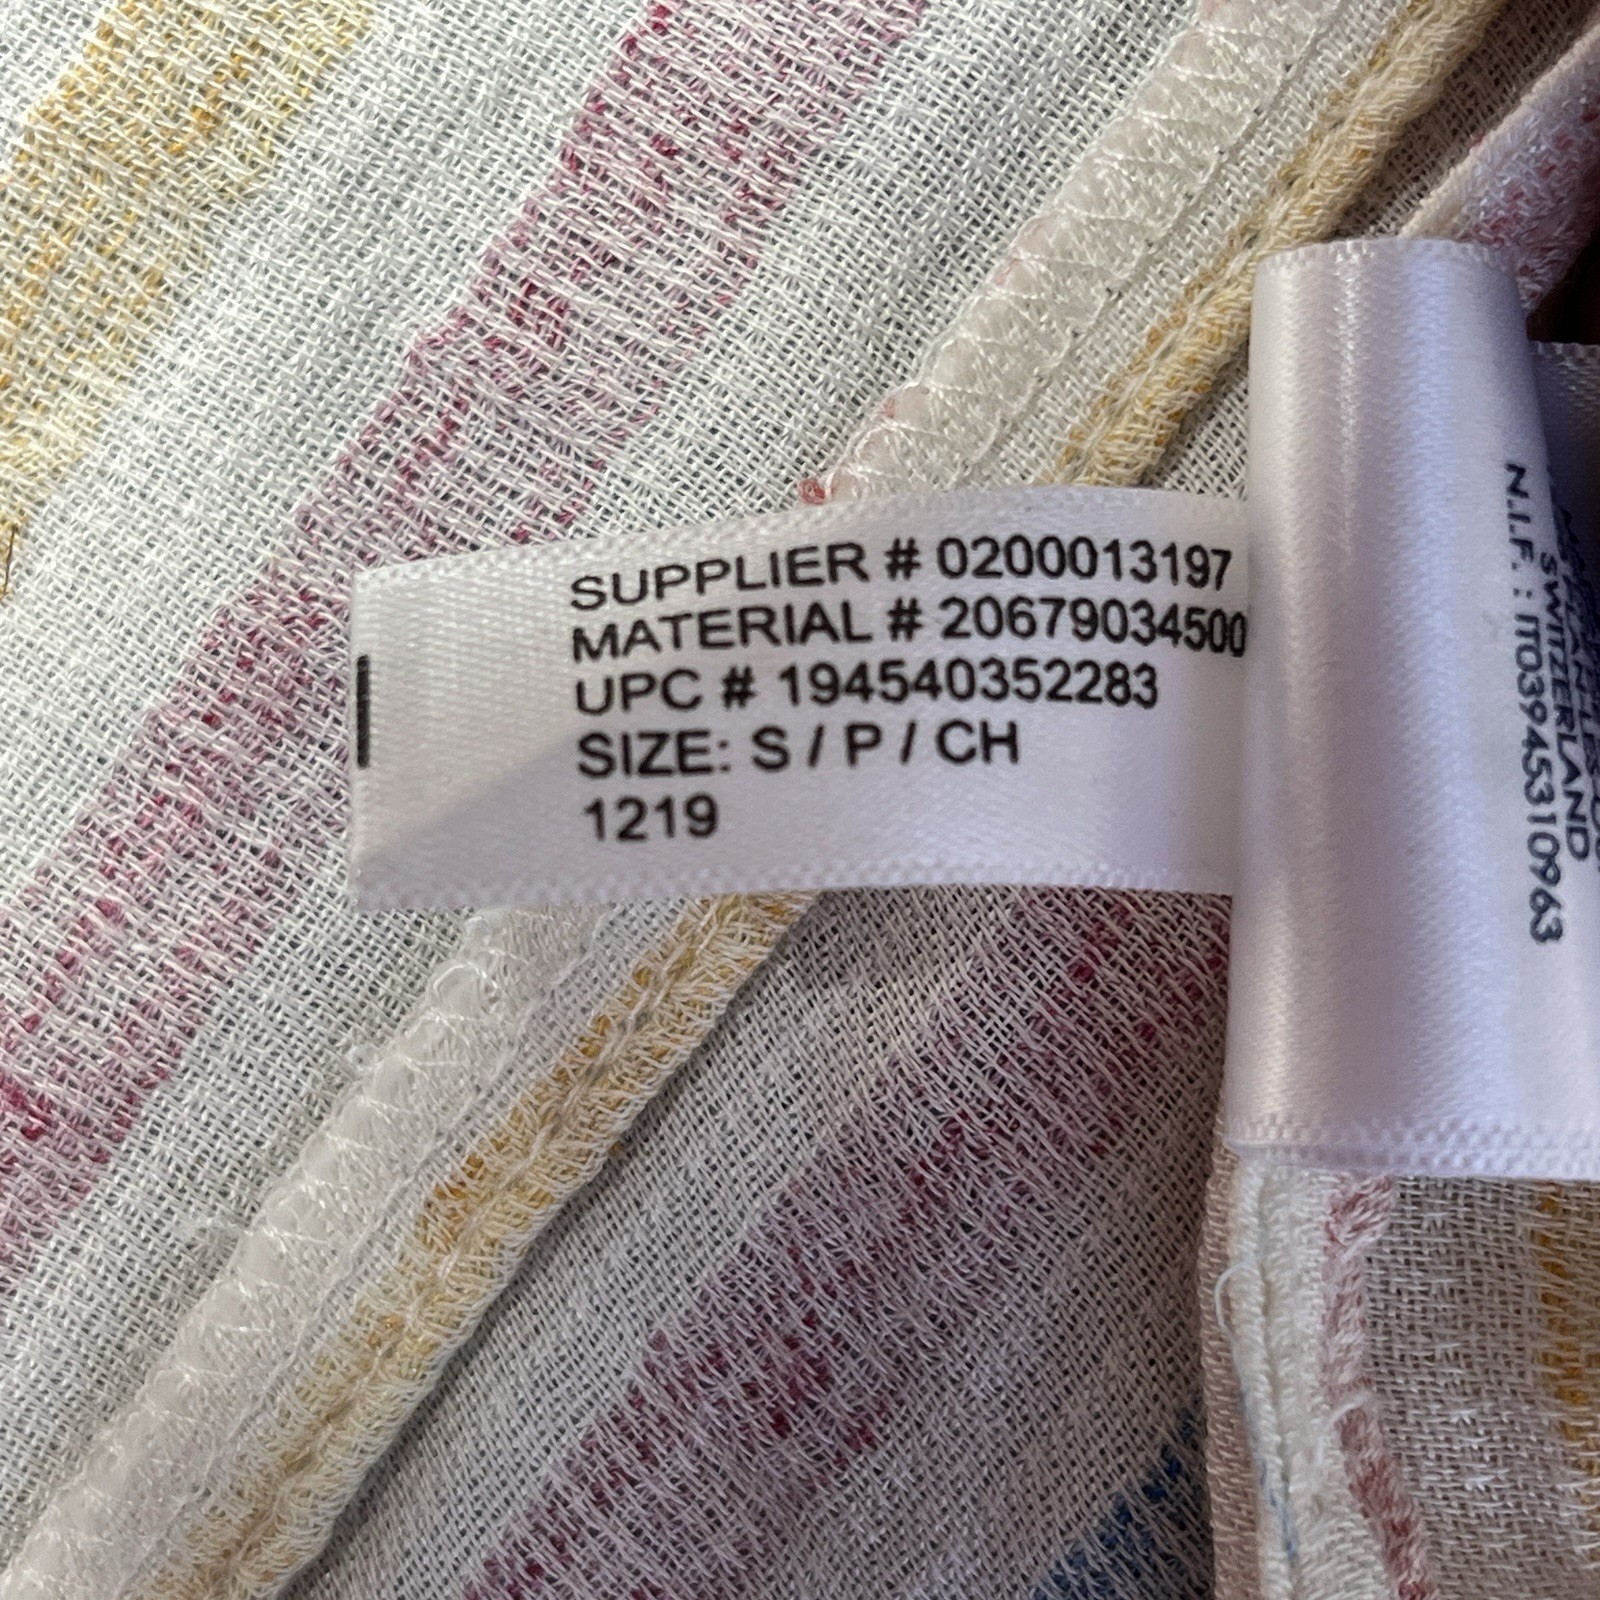 SUPPLIER # 0200013197
MATERIAL # 20679034500
UPC # 194540352283
SIZE: S / P / CH
1219
SWITZERLAND
N.I.F. : IT03945310963